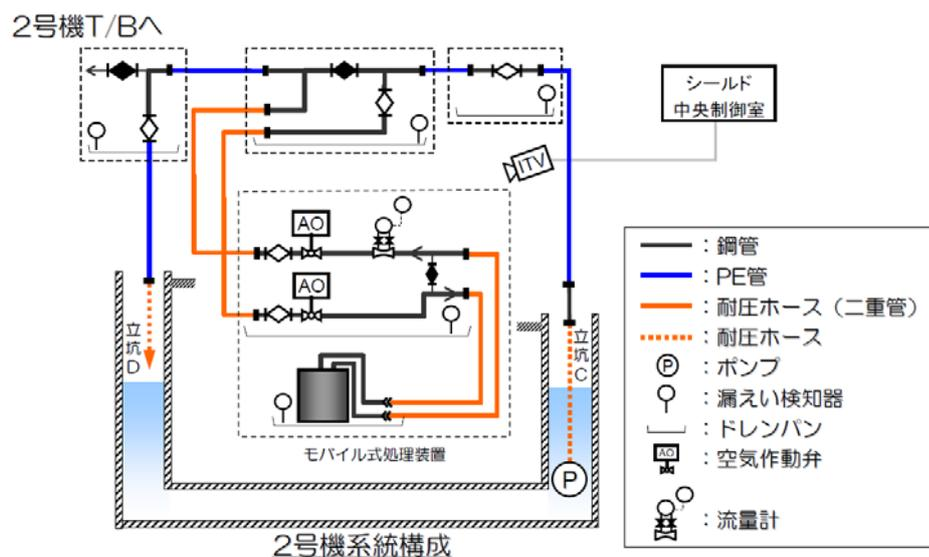 2号機T/Bへ
シールド
中央制御室
ITV
AO
AO
立坑D
立坑C
P
モバイル式処理装置
2号機系統構成
:鋼管
:PE管
:耐圧ホース（二重管）
:耐圧ホース
P :ポンプ
:漏えい検知器
:ドレンパン
AO :空気作動弁
:流量計